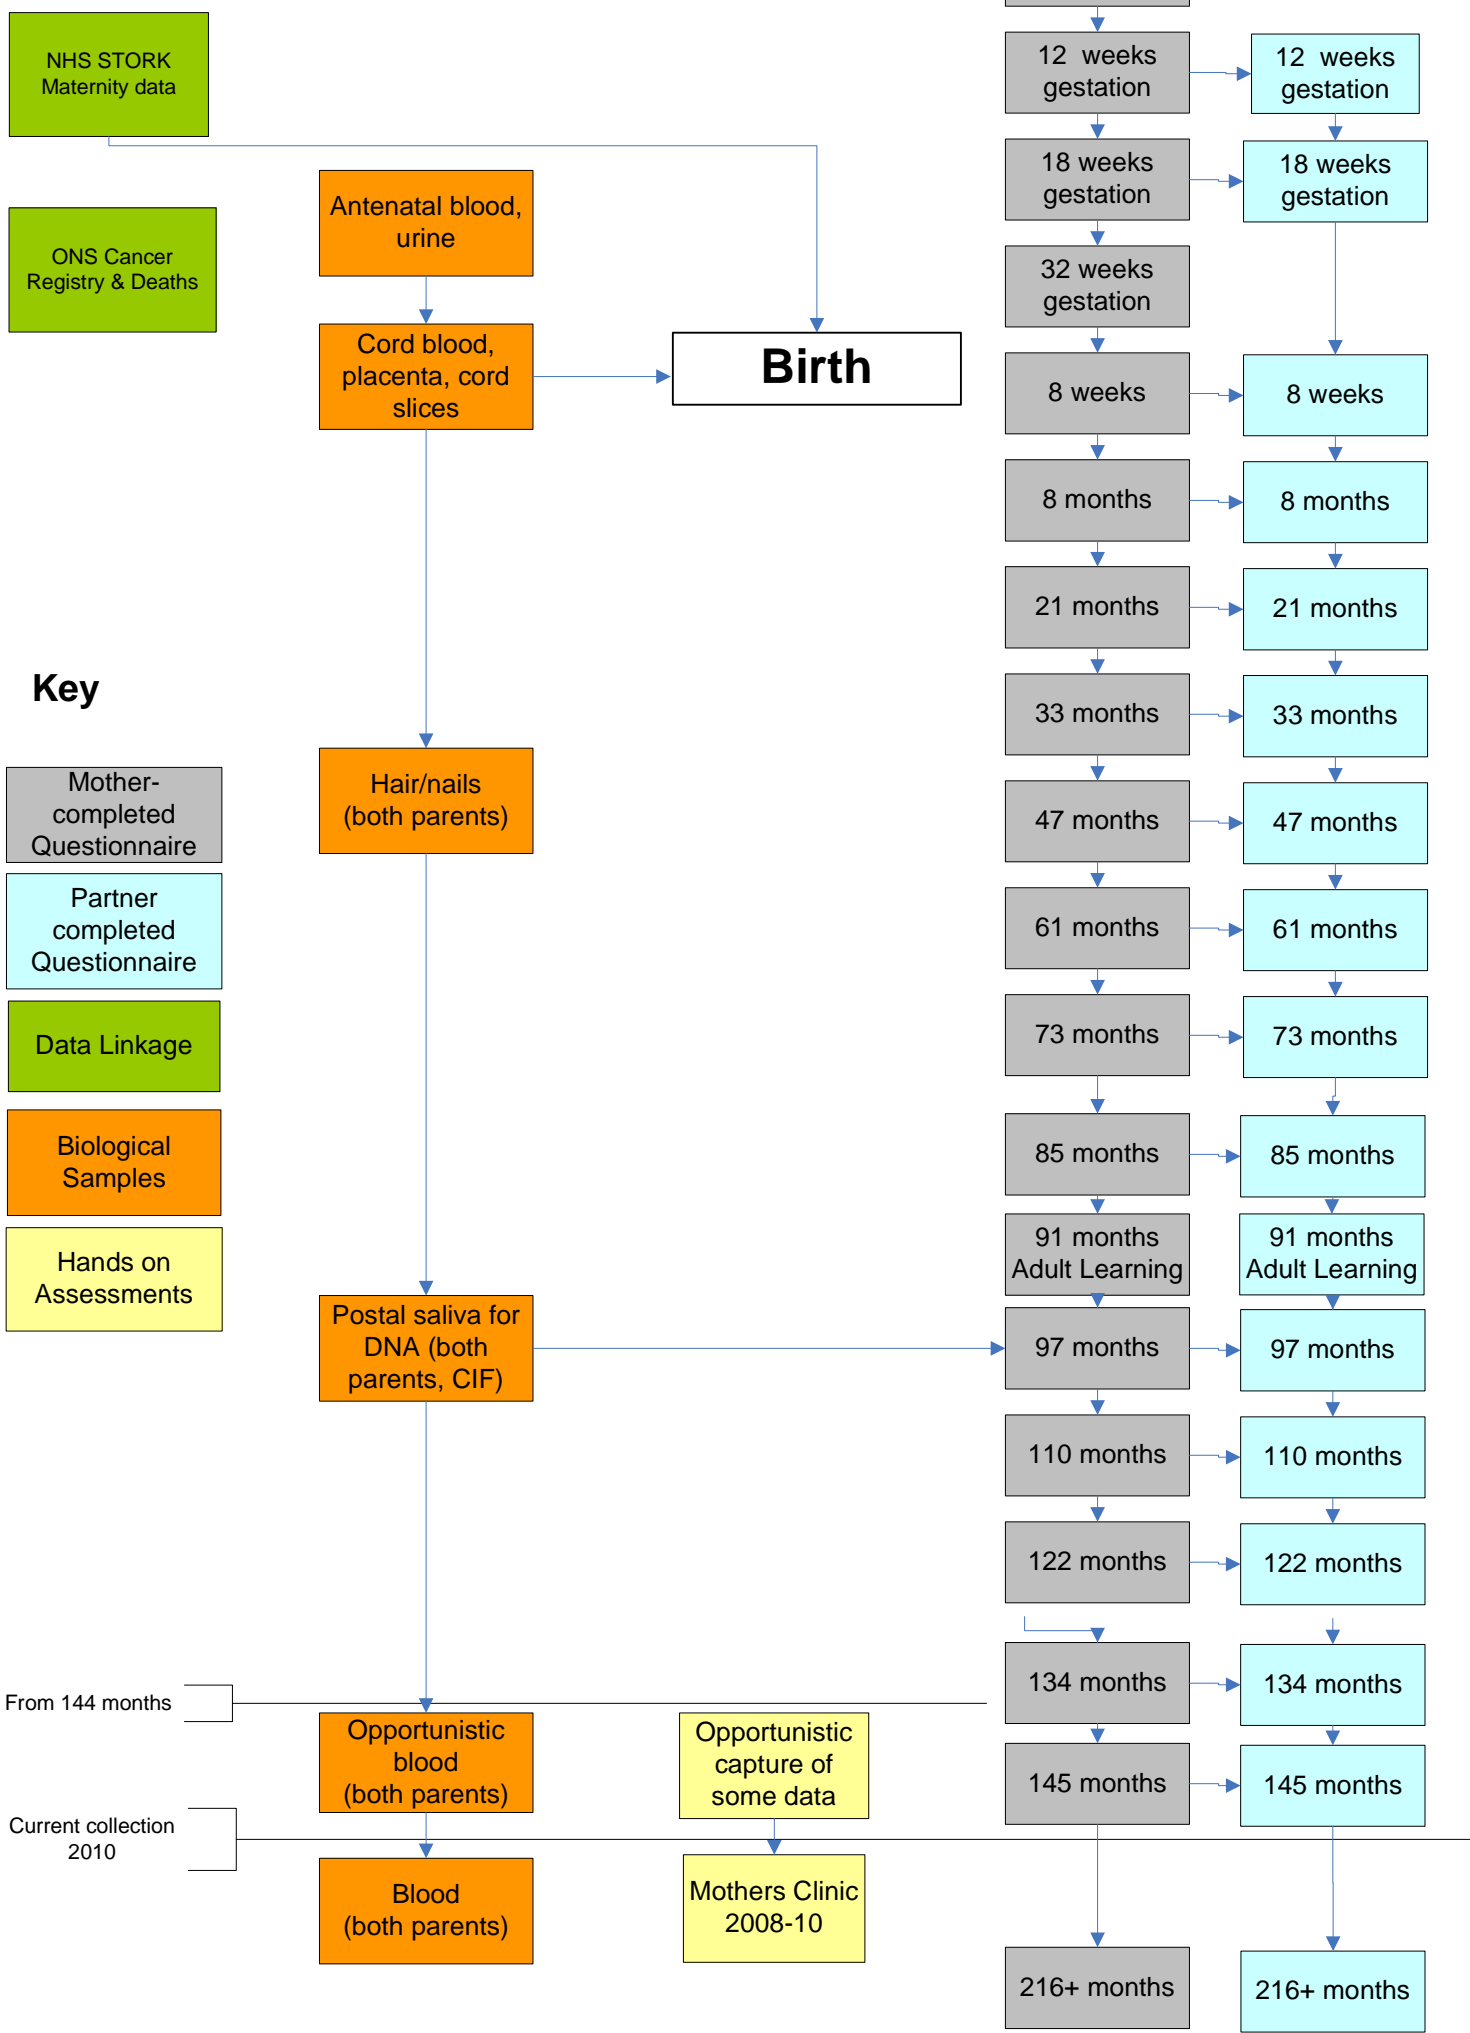 NHS STORK
Maternity data
ONS Cancer
Registry & Deaths
Antenatal blood,
urine
Cord blood,
placenta, cord
slices
Birth
12 weeks
gestation
12 weeks
gestation
18 weeks
gestation
18 weeks
gestation
32 weeks
gestation
8 weeks
8 weeks
8 months
8 months
21 months
21 months
33 months
33 months
47 months
47 months
61 months
61 months
73 months
73 months
85 months
85 months
91 months
Adult Learning
91 months
Adult Learning
97 months
97 months
110 months
110 months
122 months
122 months
134 months
134 months
145 months
145 months
216+ months
216+ months
Key
Mother-
completed
Questionnaire
Partner
completed
Questionnaire
Data Linkage
Biological
Samples
Hands on
Assessments
Hair/nails
(both parents)
Postal saliva for
DNA (both
parents, CIF)
From 144 months
Opportunistic
blood
(both parents)
Opportunistic
capture of
some data
Current collection
2010
Blood
(both parents)
Mothers Clinic
2008-10